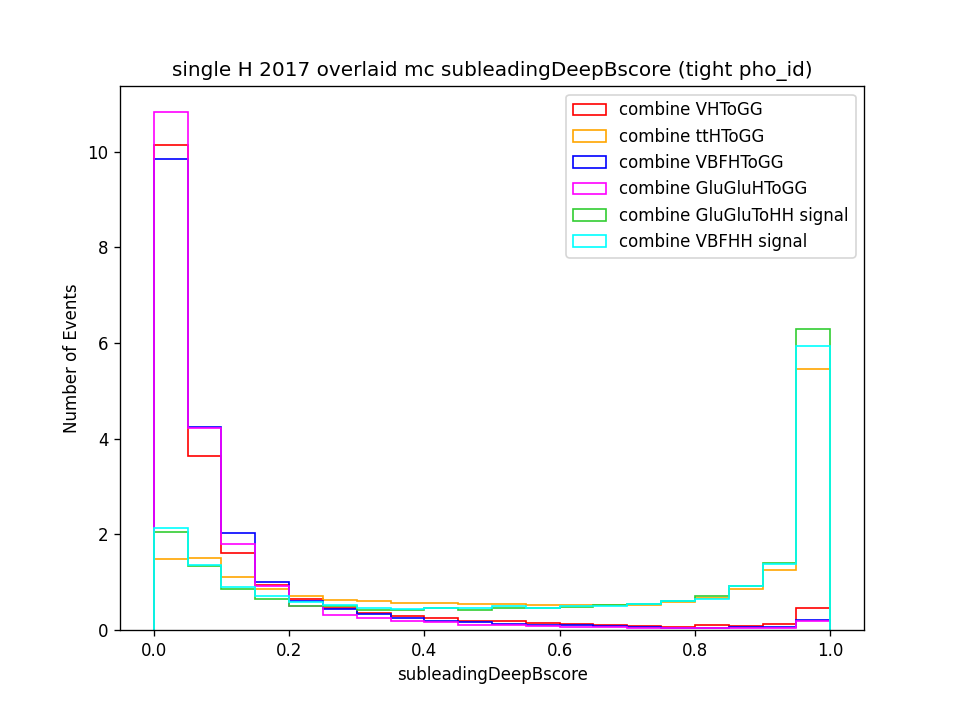 single H 2017 overlaid mc subleadingDeepBscore (tight pho_id)
combine VHToGG
combine ttHToGG
combine VBFHToGG
combine GluGluHToGG
combine GluGluToHH signal
combine VBFHH signal
Number of Events
10
8
6
4
2
0
0.0 0.2 0.4 0.6 0.8 1.0
subleadingDeepBscore